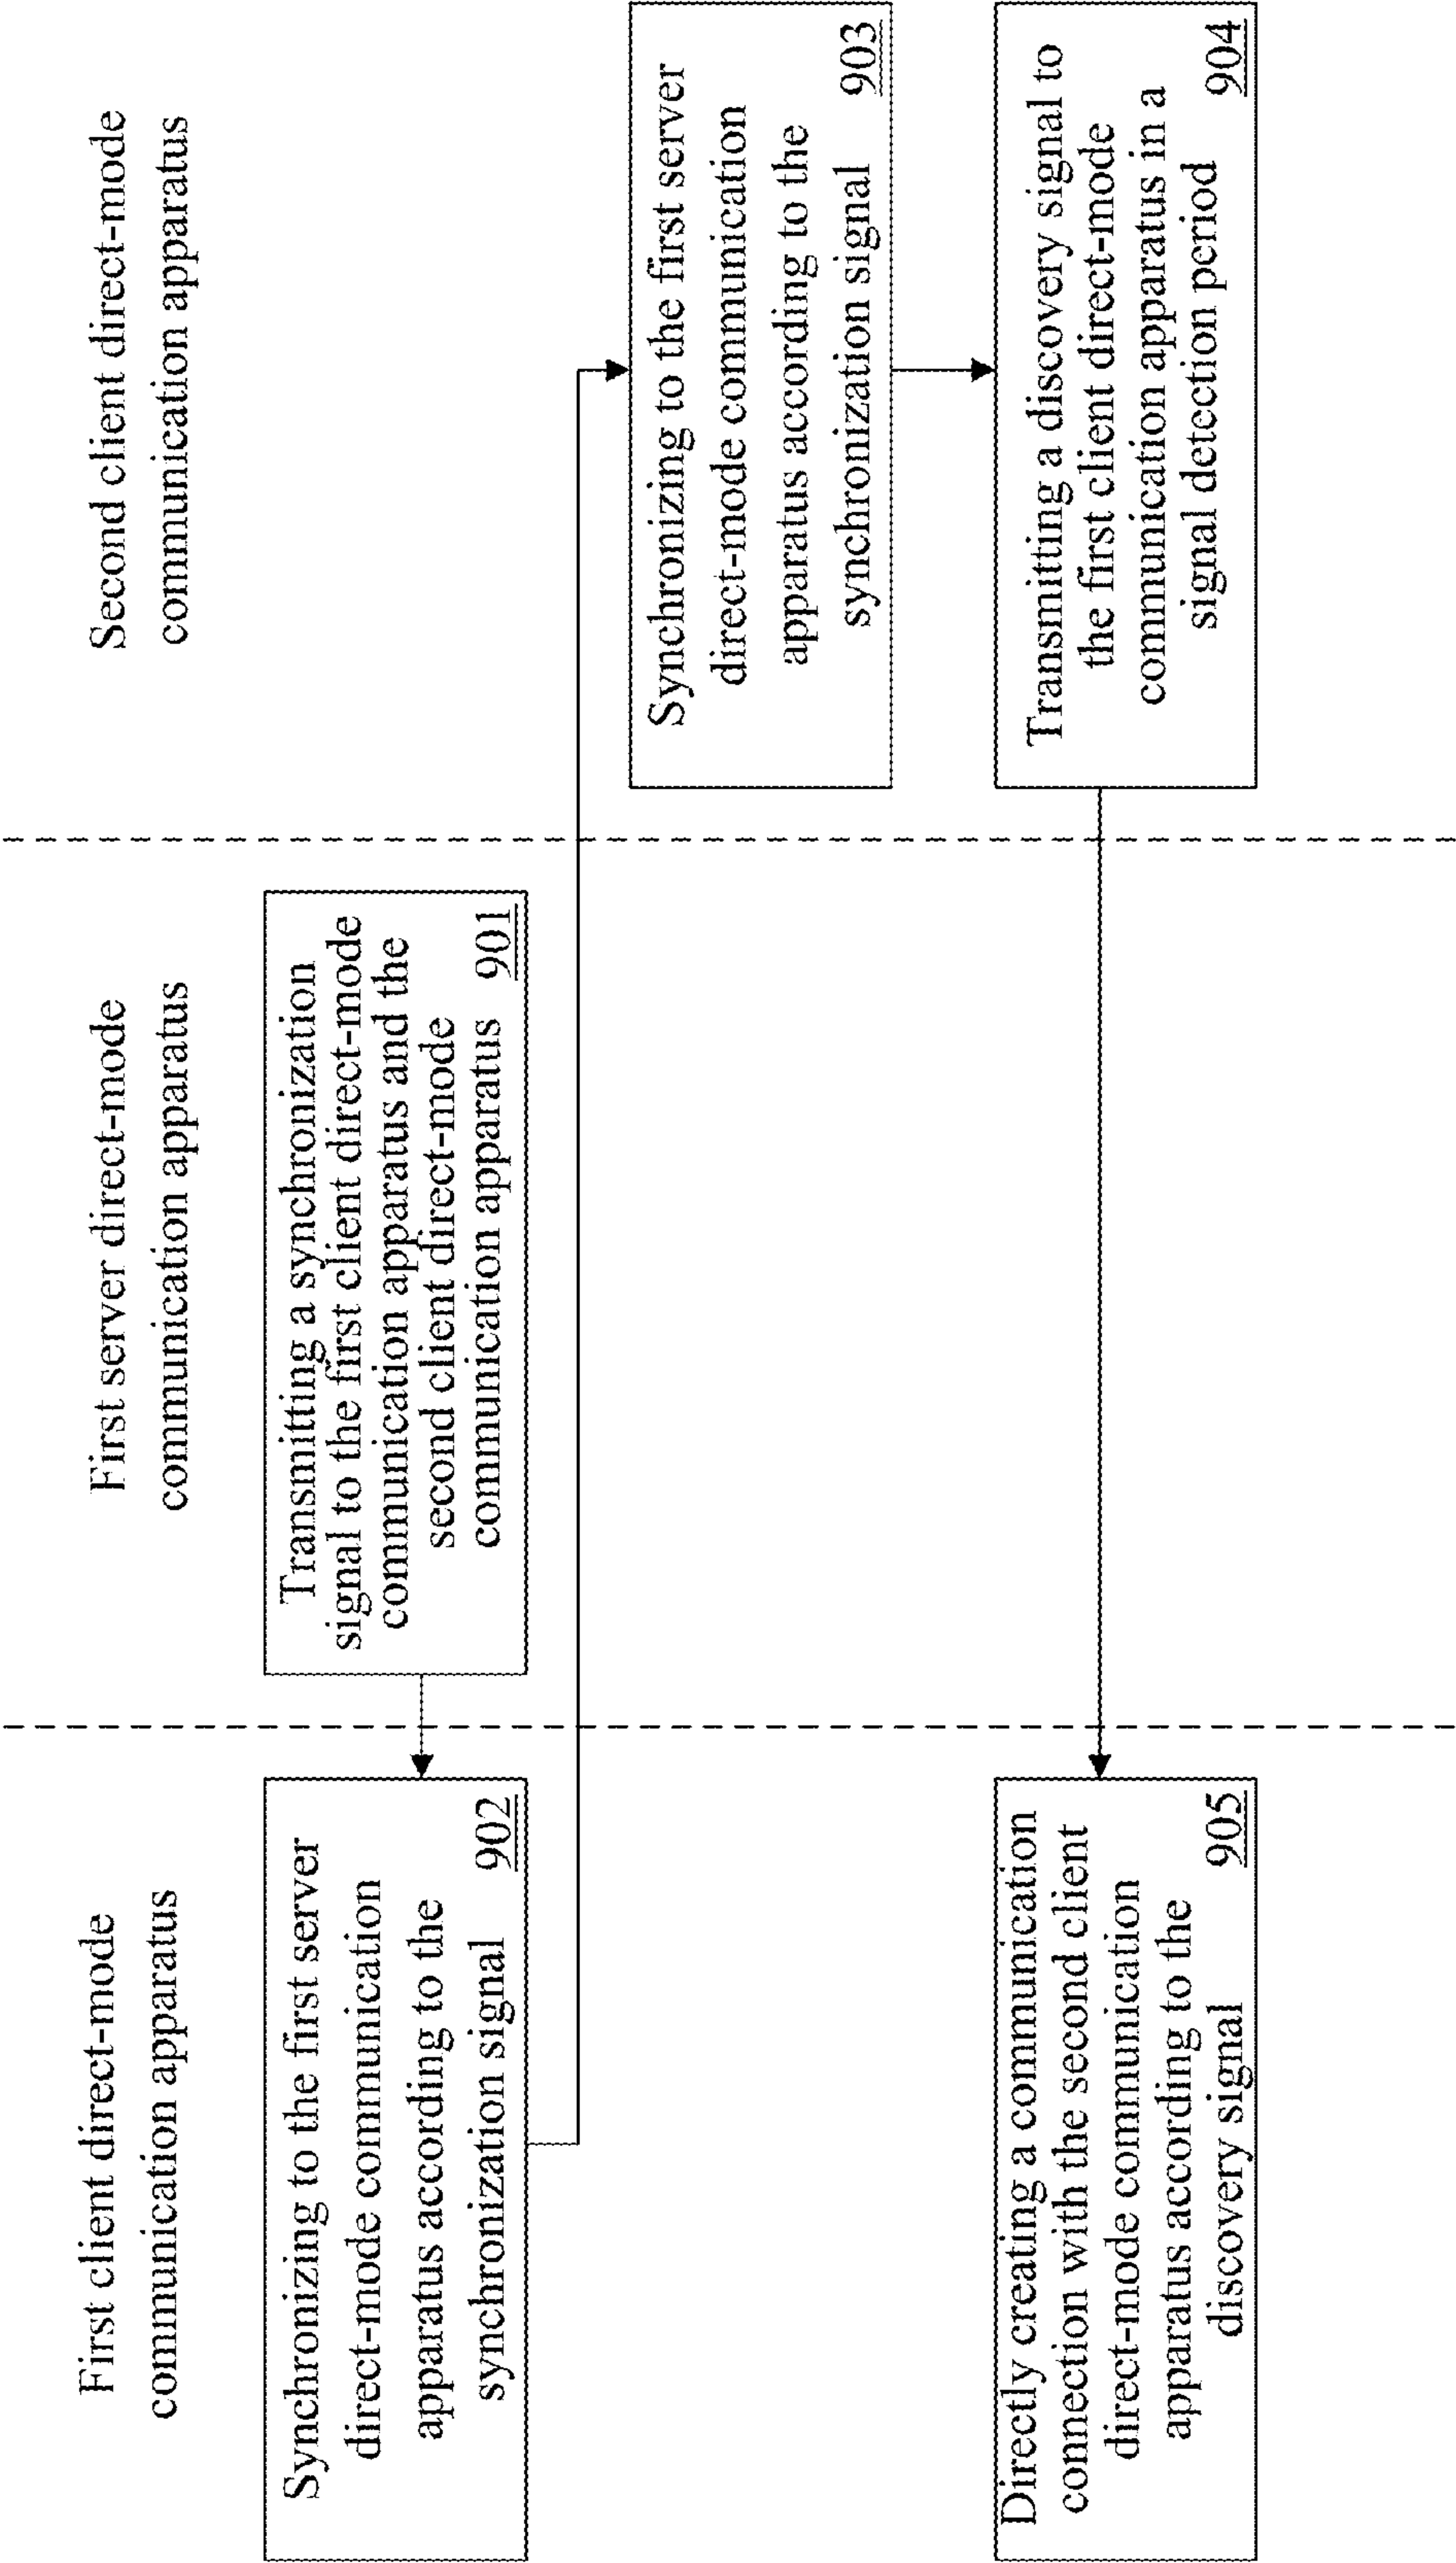 First client direct-mode
communication apparatus
First server direct-mode
communication apparatus
Second client direct-mode
communication apparatus
Transmitting a synchronization
signal to the first client direct-mode
communication apparatus and the
second client direct-mode
communication apparatus 901
Synchronizing to the first server
direct-mode communication
apparatus according to the
synchronization signal 902
Synchronizing to the first server
direct-mode communication
apparatus according to the
synchronization signal 903
Transmitting a discovery signal to
the first client direct-mode
communication apparatus in a
signal detection period 904
Directly creating a communication
connection with the second client
direct-mode communication
apparatus according to the
discovery signal 905